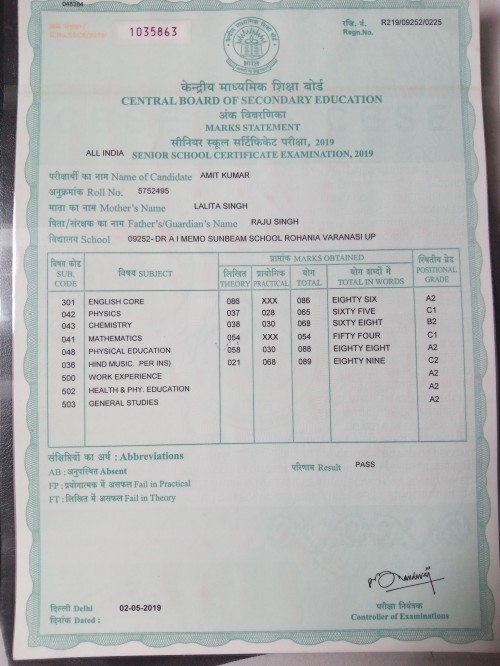 048384
1035863
रजि. नं. R219/09252/0225
Regn.No.
भारत
केन्द्रीय माध्यमिक शिक्षा बोर्ड
CENTRAL BOARD OF SECONDARY EDUCATION
अंक विवरणिका
MARKS STATEMENT
सीनियर स्कूल सर्टिफिकेट परीक्षा, 2019
ALL INDIA SENIOR SCHOOL CERTIFICATE EXAMINATION, 2019
परीक्षार्थी का नाम Name of Candidate AMIT KUMAR
अनुक्रमांक Roll No. 5752495
माता का नाम Mother's Name LALITA SINGH
पिता/संरक्षक का नाम Father's/Guardian's Name RAJU SINGH
विद्यालय School 09252- DR A I MEMO SUNBEAM SCHOOL ROHANIA VARANASI UP
विषय कोड SUB. CODE विषय SUBJECT प्राप्तांक MARKS OBTAINED स्थितीय ग्रेड POSITIONAL GRADE
लिखित THEORY प्रायोगिक PRACTICAL योग TOTAL योग शब्दों में TOTAL IN WORDS
301 ENGLISH CORE 086 XXX 086 EIGHTY SIX A2
042 PHYSICS 037 028 065 SIXTY FIVE C1
043 CHEMISTRY 038 030 068 SIXTY EIGHT B2
041 MATHEMATICS 054 XXX 054 FIFTY FOUR C1
048 PHYSICAL EDUCATION 058 030 088 EIGHTY EIGHT A2
036 HIND MUSIC. (PER INS) 021 068 089 EIGHTY NINE C2
500 WORK EXPERIENCE A2
502 HEALTH & PHY. EDUCATION A2
503 GENERAL STUDIES A2
संक्षिप्तियों का अर्थ : Abbreviations
AB : अनुपस्थित Absent
परिणाम Result PASS
FP : प्रयोगात्मक में असफल Fail in Practical
FT : लिखित में असफल Fail in Theory
दिल्ली Delhi 02-05-2019
दिनांक Dated :
परीक्षा नियंत्रक
Controller of Examinations